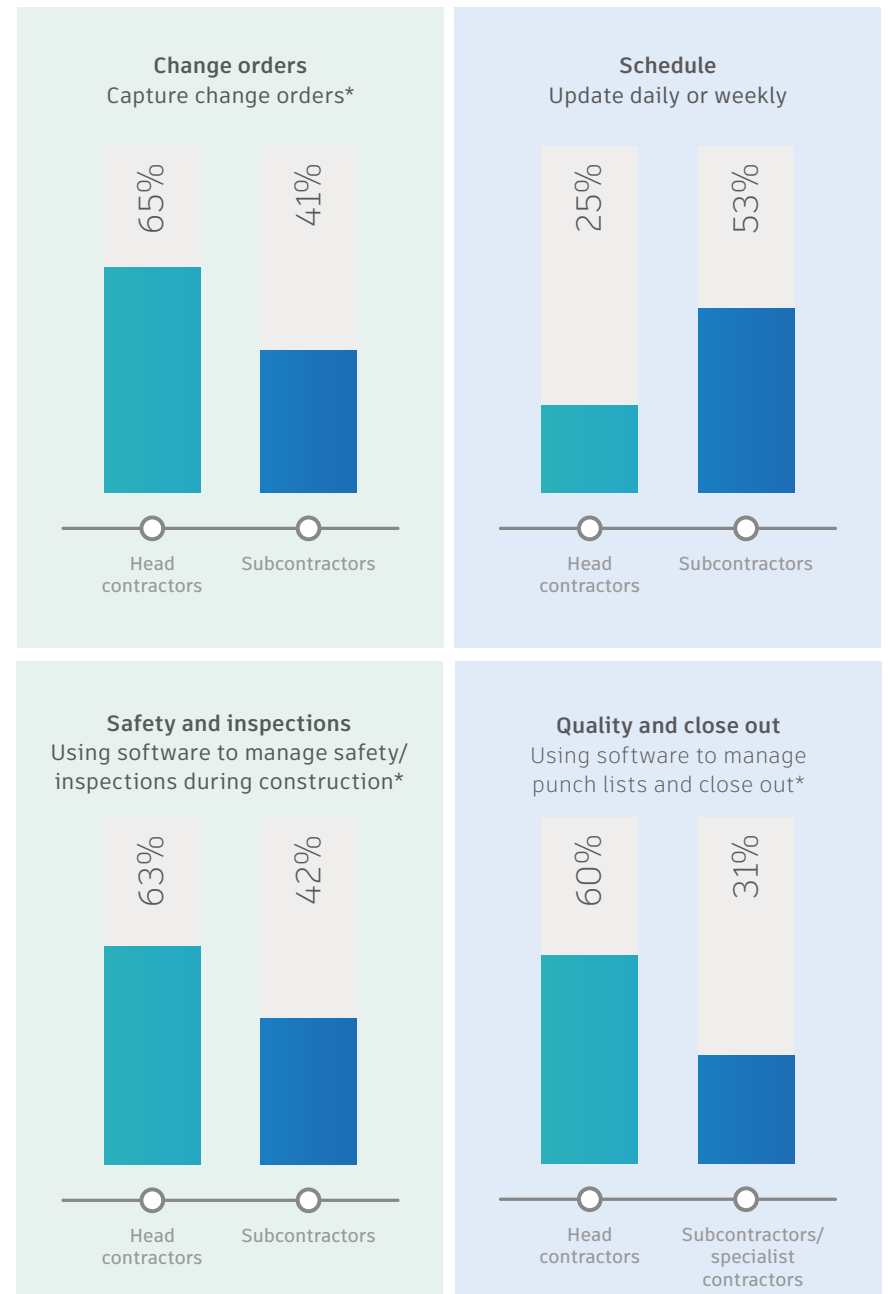 Change orders
Capture change orders*
65%
41%
Head
contractors
Subcontractors
Schedule
Update daily or weekly
25%
53%
Head
contractors
Subcontractors
Safety and inspections
Using software to manage safety/
inspections during construction*
63%
42%
Head
contractors
Subcontractors
Quality and close out
Using software to manage
punch lists and close out*
60%
31%
Head
contractors
Subcontractors/
specialist
contractors